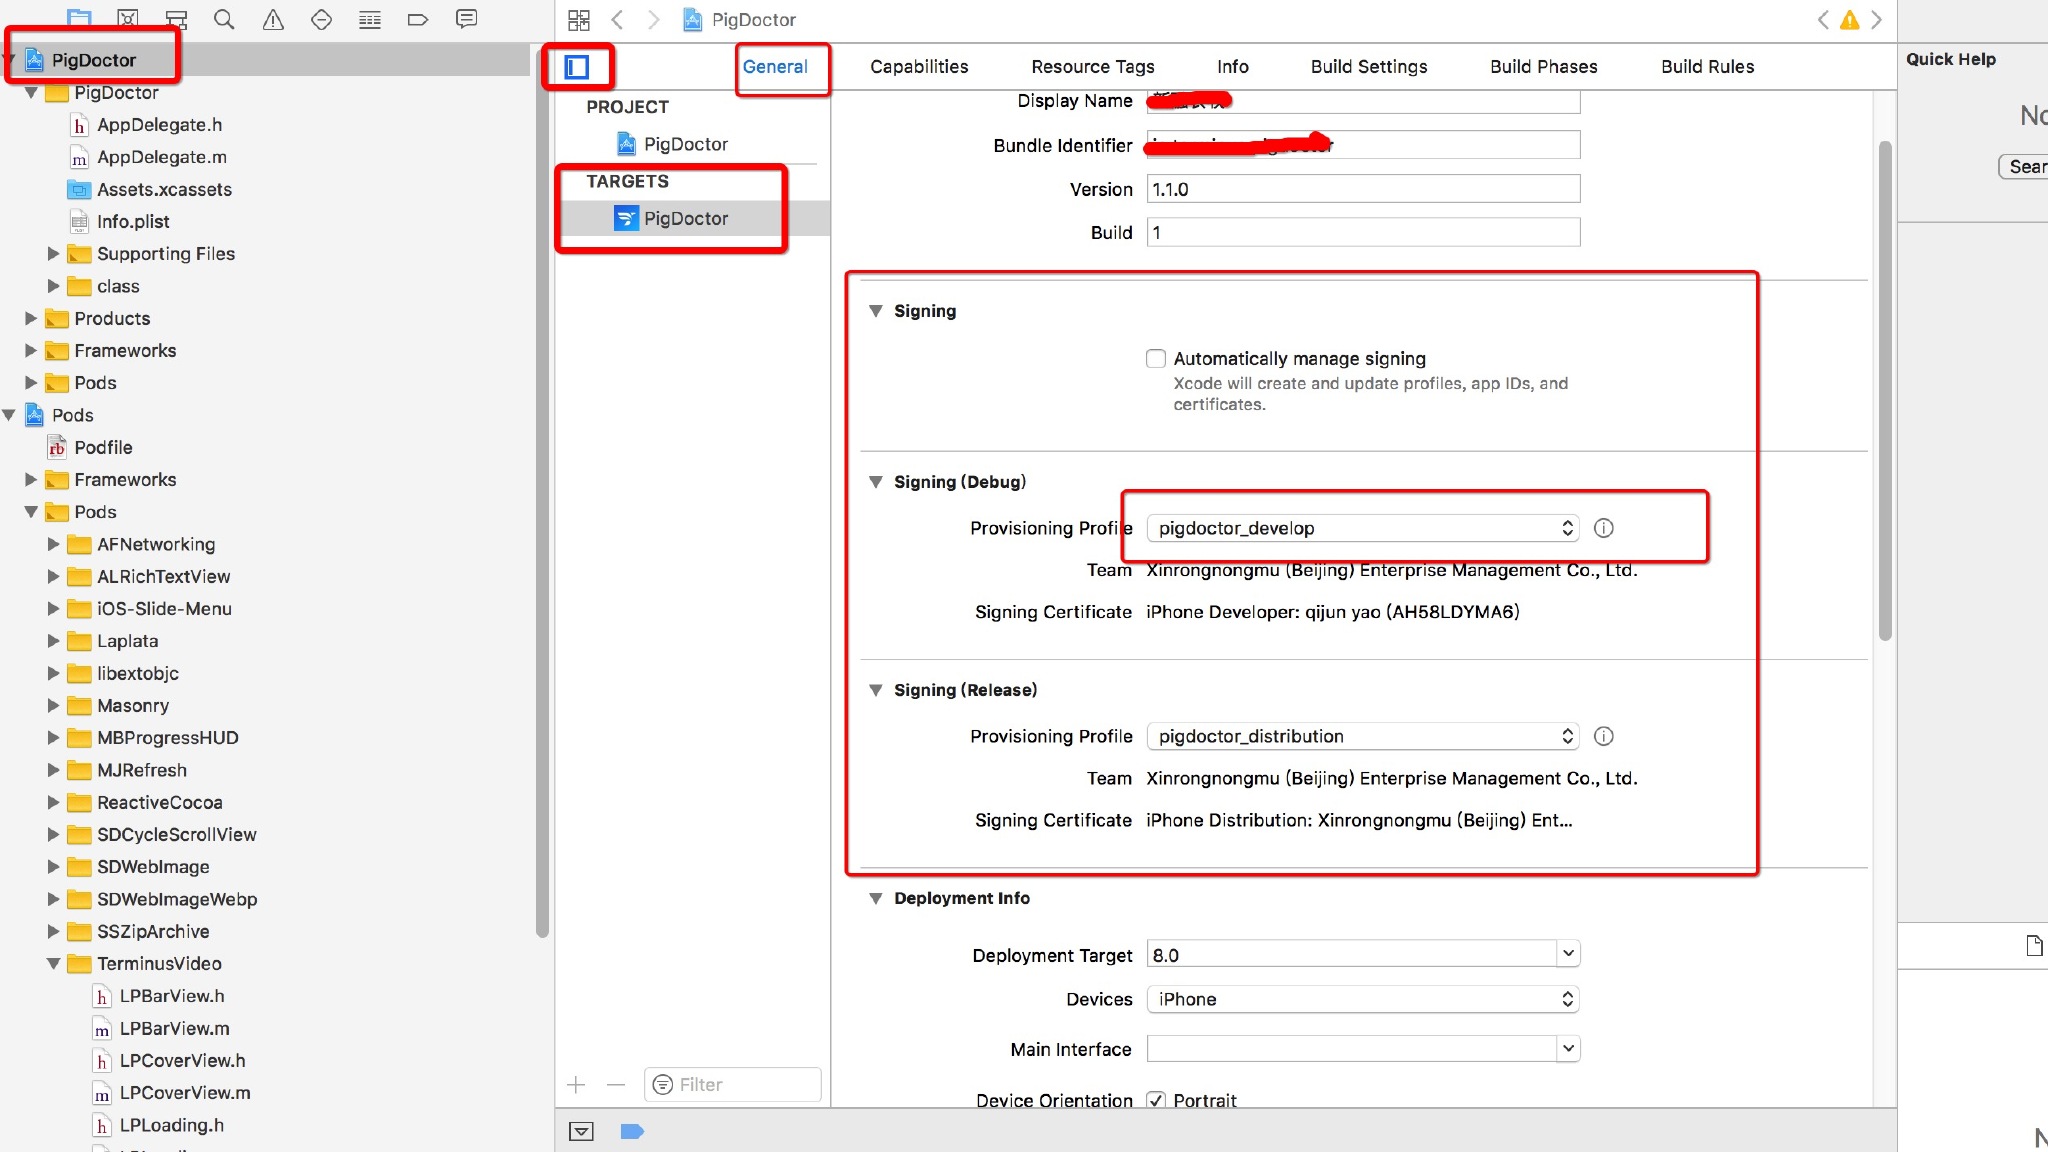 PigDoctor
PigDoctor
AppDelegate.h
AppDelegate.m
Assets.xcassets
Info.plist
Supporting Files
class
Products
Frameworks
Pods
Pods
Podfile
Frameworks
Pods
AFNetworking
ALRichTextView
iOS-Slide-Menu
Laplata
libextobjc
Masonry
MBProgressHUD
MJRefresh
ReactiveCocoa
SDCycleScrollView
SDWebImage
SDWebImageWebp
SSZipArchive
TerminusVideo
LPBarView.h
LPBarView.m
LPCoverView.h
LPCoverView.m
LPLoading.h
PigDoctor
General Capabilities Resource Tags Info Build Settings Build Phases Build Rules
PROJECT
PigDoctor
TARGETS
PigDoctor
Filter
Display Name
Bundle Identifier
Version 1.1.0
Build 1
Signing
Automatically manage signing
Xcode will create and update profiles, app IDs, and
certificates.
Signing (Debug)
Provisioning Profile pigdoctor_develop
Team Xinrongnongmu (Beijing) Enterprise Management Co., Ltd.
Signing Certificate iPhone Developer: qijun yao (AH58LDYMA6)
Signing (Release)
Provisioning Profile pigdoctor_distribution
Team Xinrongnongmu (Beijing) Enterprise Management Co., Ltd.
Signing Certificate iPhone Distribution: Xinrongnongmu (Beijing) Ent...
Deployment Info
Deployment Target 8.0
Devices iPhone
Main Interface
Device Orientation Portrait
Quick Help
No
Sear
N